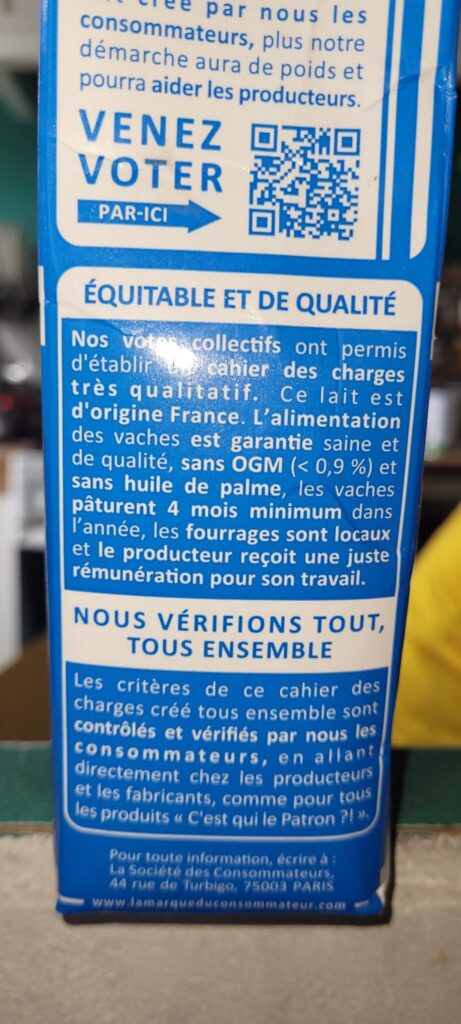 créé par nous les
consommateurs, plus notre
démarche aura de poids et
pourra aider les producteurs.
VENEZ
VOTER
PAR-ICI
ÉQUITABLE ET DE QUALITÉ
Nos votes collectifs ont permis
d'établir un cahier des charges
très qualitatif. Ce lait est
d'origine France. L'alimentation
des vaches est garantie saine et
de qualité, sans OGM (< 0,9 %) et
sans huile de palme, les vaches
pâturent 4 mois minimum dans
l'année, les fourrages sont locaux
et le producteur reçoit une juste
rémunération pour son travail.
NOUS VÉRIFIONS TOUT,
TOUS ENSEMBLE
Les critères de ce cahier des
charges créé tous ensemble sont
contrôlés et vérifiés par nous les
consommateurs, en allant
directement chez les producteurs
et les fabricants, comme pour tous
les produits « C'est qui le Patron ?! ».
Pour toute information, écrire à :
La Société des Consommateurs,
44 rue de Turbigo, 75003 PARIS
www.lamarqueduconsommateur.com